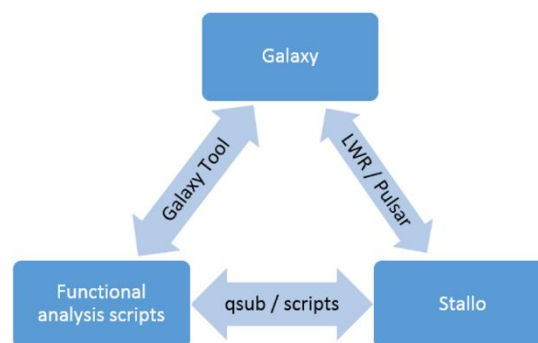 Galaxy
Galaxy Tool
LWR / Pulsar
Functional
analysis scripts
qsub / scripts
Stallo